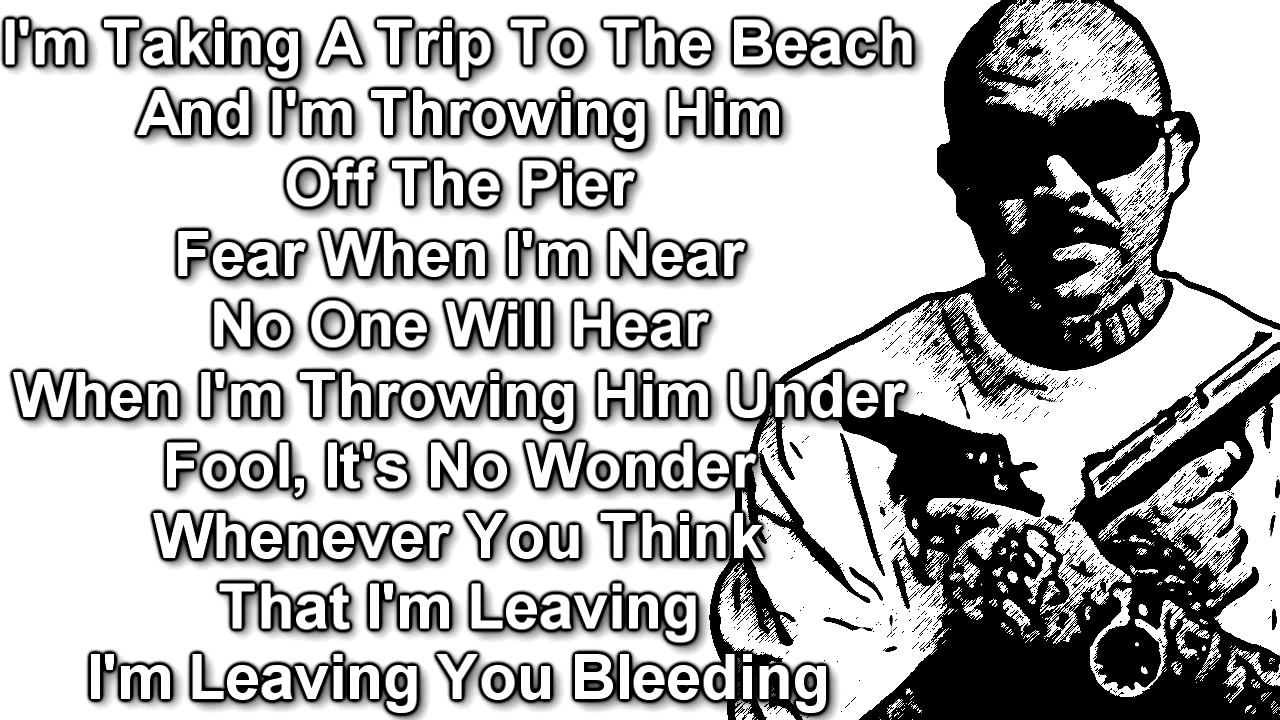 I'm Taking A Trip To The Beach
And I'm Throwing Him
Off The Pier
Fear When I'm Near
No One Will Hear
When I'm Throwing Him Under
Fool, It's No Wonder
Whenever You Think
That I'm Leaving
I'm Leaving You Bleeding